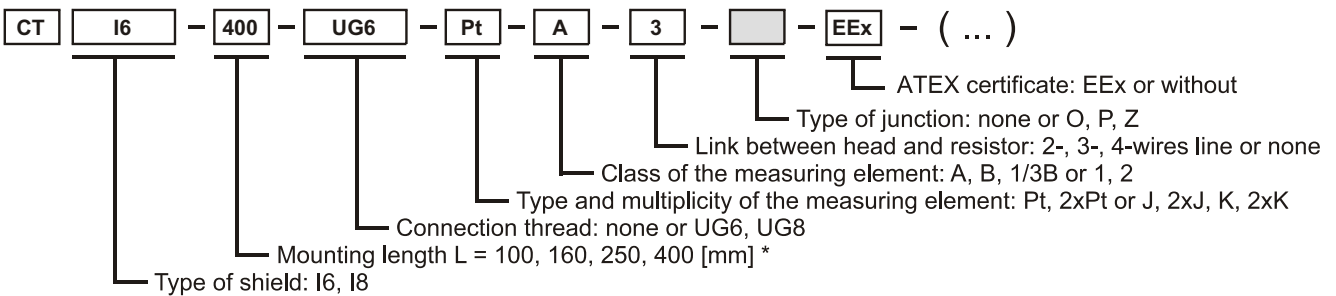 CT I6 – 400 – UG6 – Pt – A – 3 – – EEx – ( ... )
ATEX certificate: EEx or without
Type of junction: none or O, P, Z
Link between head and resistor: 2-, 3-, 4-wires line or none
Class of the measuring element: A, B, 1/3B or 1, 2
Type and multiplicity of the measuring element: Pt, 2xPt or J, 2xJ, K, 2xK
Connection thread: none or UG6, UG8
Mounting length L = 100, 160, 250, 400 [mm] *
Type of shield: I6, I8